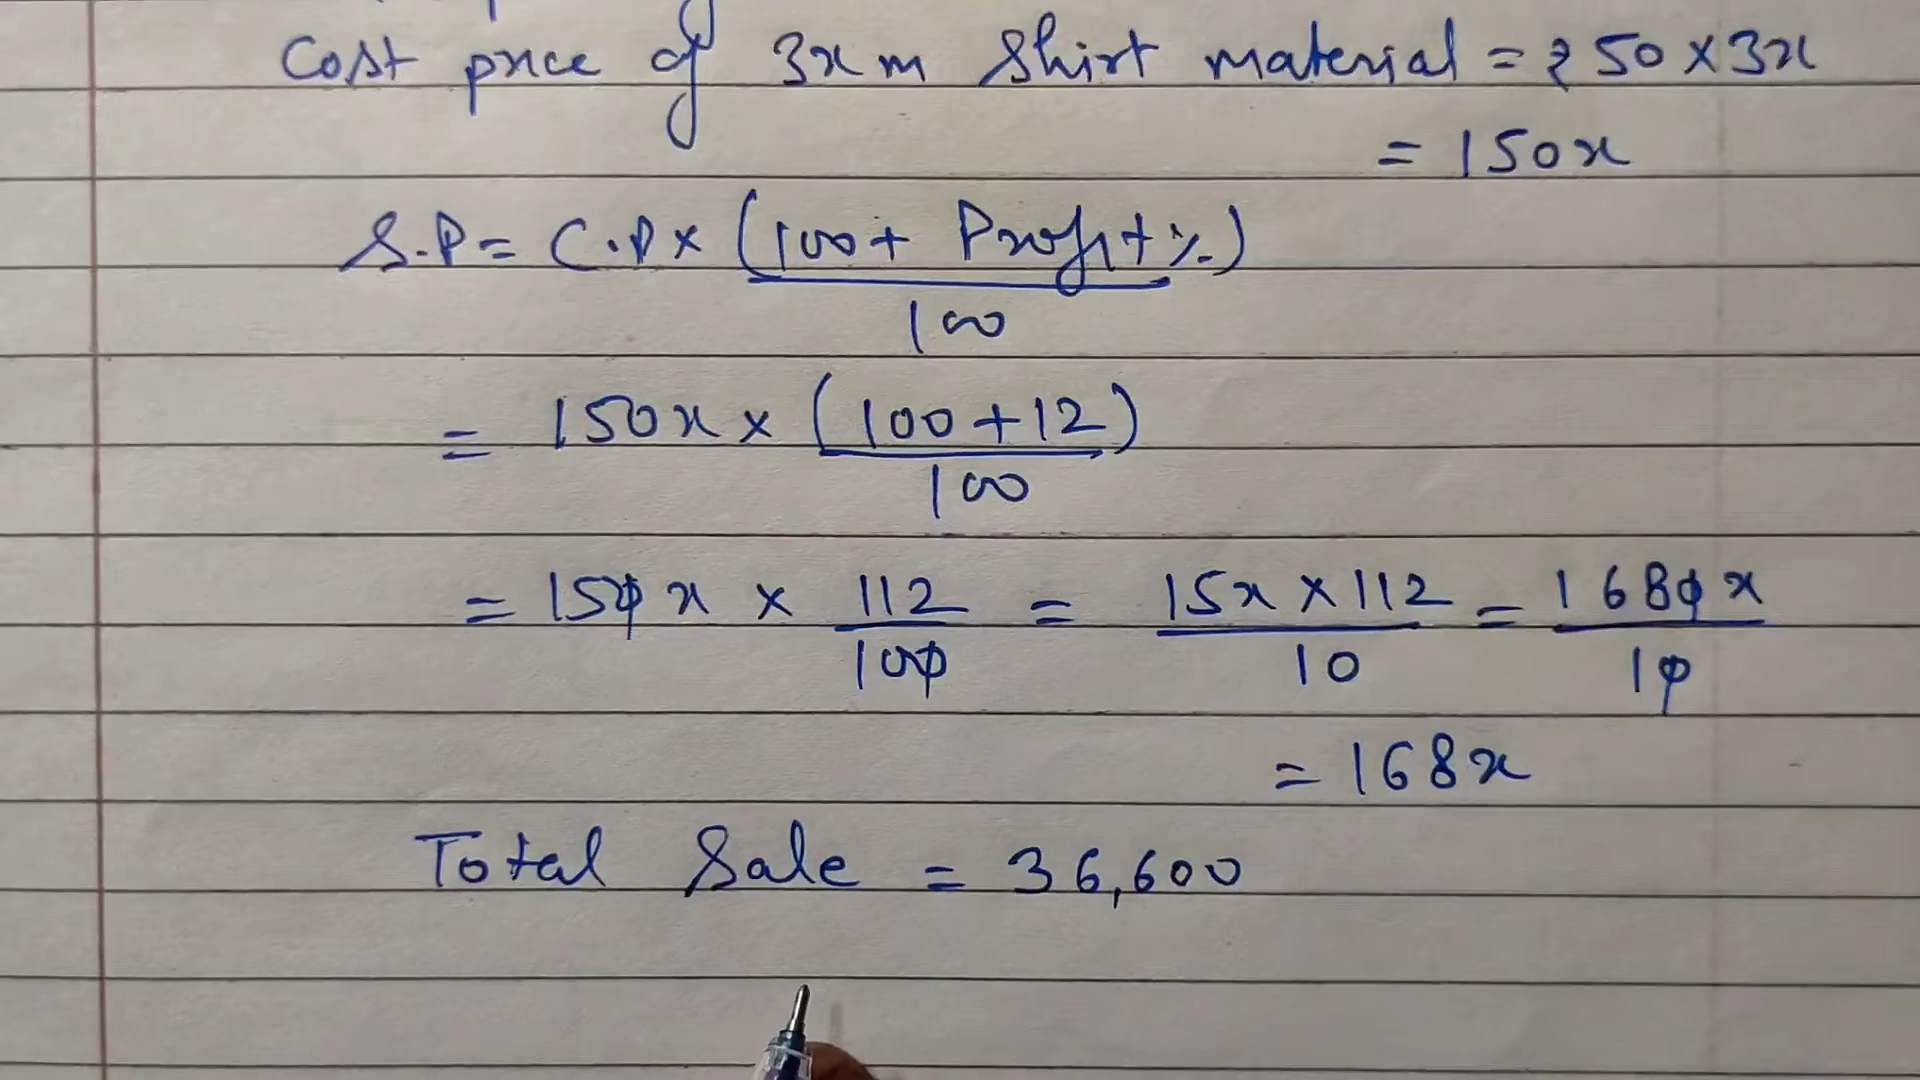 Cost price of 3x m Shirt material = ₹ 50 × 3x
= 150x
S.P = C.P × (100 + Profit %) / 100
= 150x × (100 + 12) / 100
= 150x × 112 / 100 = 15x × 112 / 10 = 1680x / 10
= 168x
Total Sale = 36,600